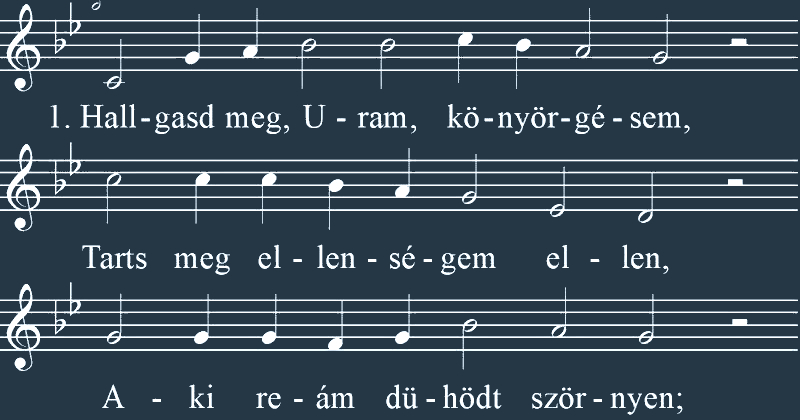 1. Hall-gasd meg, U - ram, kö-nyör-gé - sem,
Tarts meg el - len - sé - gem el - len,
A - ki re - ám dü - hödt ször - nyen;